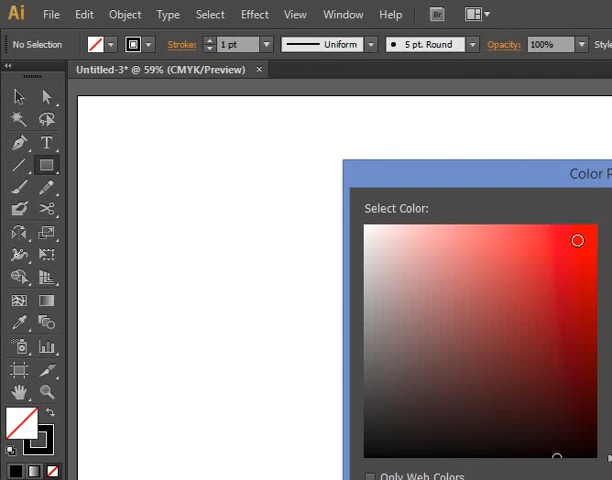 Ai File Edit Object Type Select Effect View Window Help Br
No Selection Stroke: 1 pt Uniform 5 pt. Round Opacity: 100% Style
Untitled-3* @ 59% (CMYK/Preview) ×
Color P
Select Color:
T
Only Web Colors